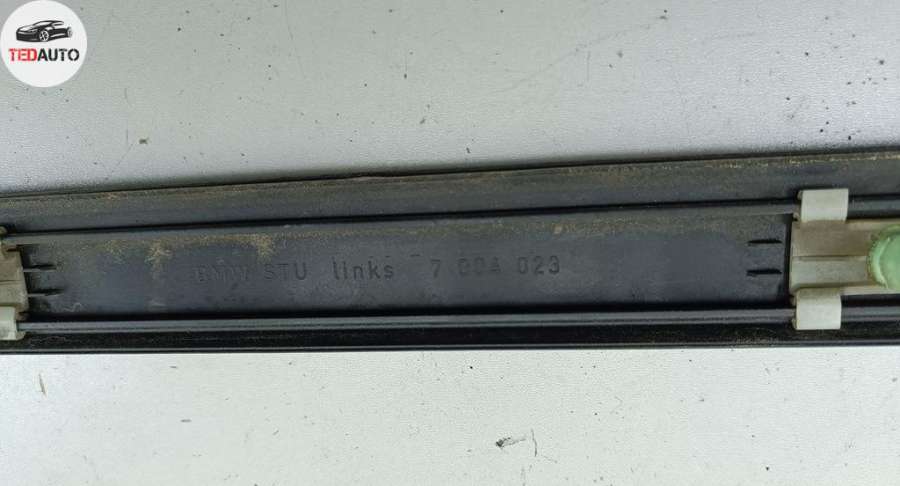 TEDAUTO
BMW STU links 7 004 023